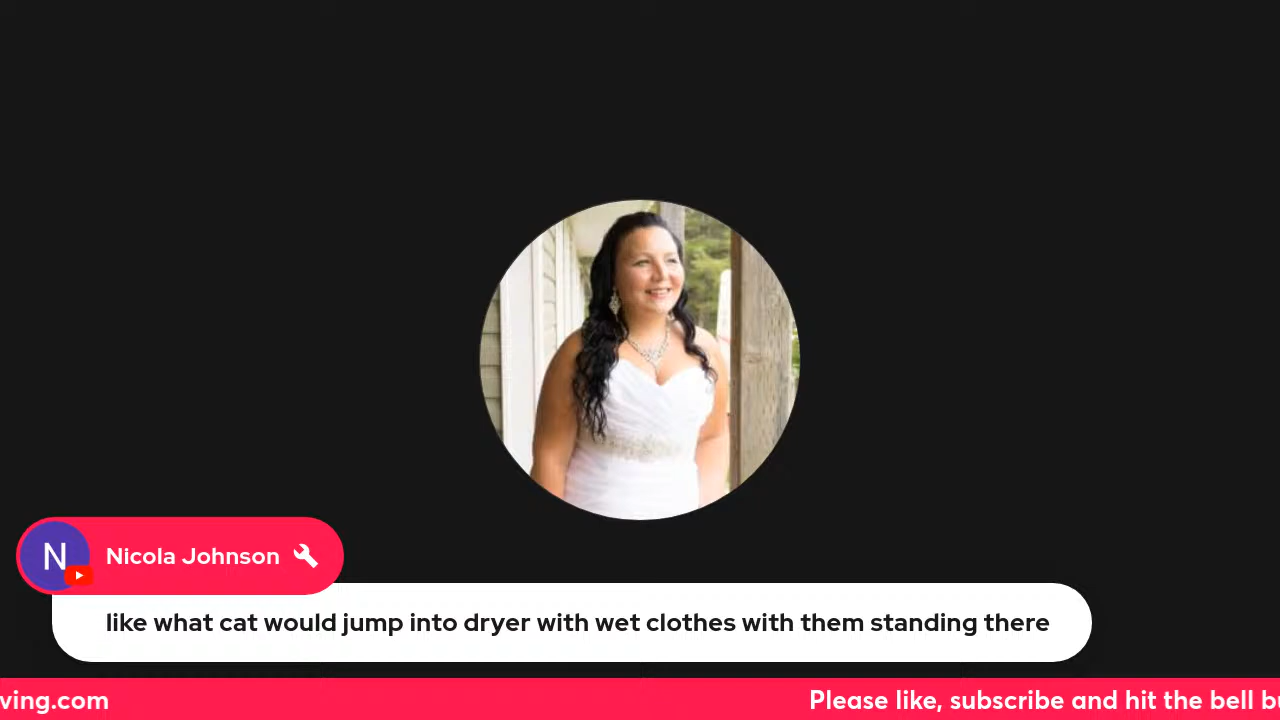 N
Nicola Johnson
like what cat would jump into dryer with wet clothes with them standing there
ving.com
Please like, subscribe and hit the bell